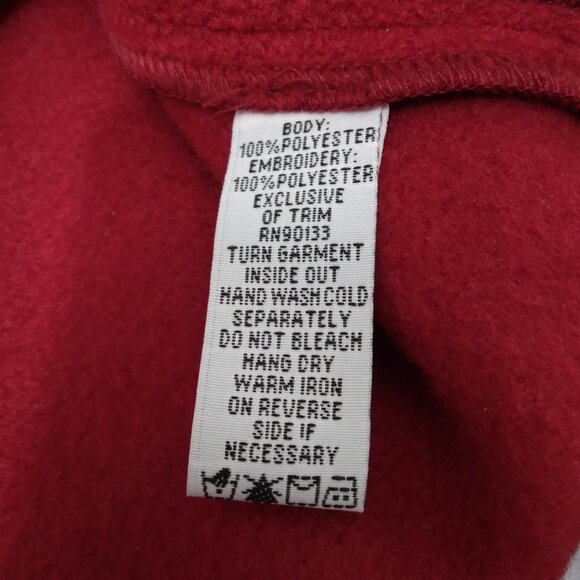 BODY:
100%POLYESTER
EMBROIDERY:
100%POLYESTER
EXCLUSIVE
OF TRIM
RN90133
TURN GARMENT
INSIDE OUT
HAND WASH COLD
SEPARATELY
DO NOT BLEACH
HANG DRY
WARM IRON
ON REVERSE
SIDE IF
NECESSARY